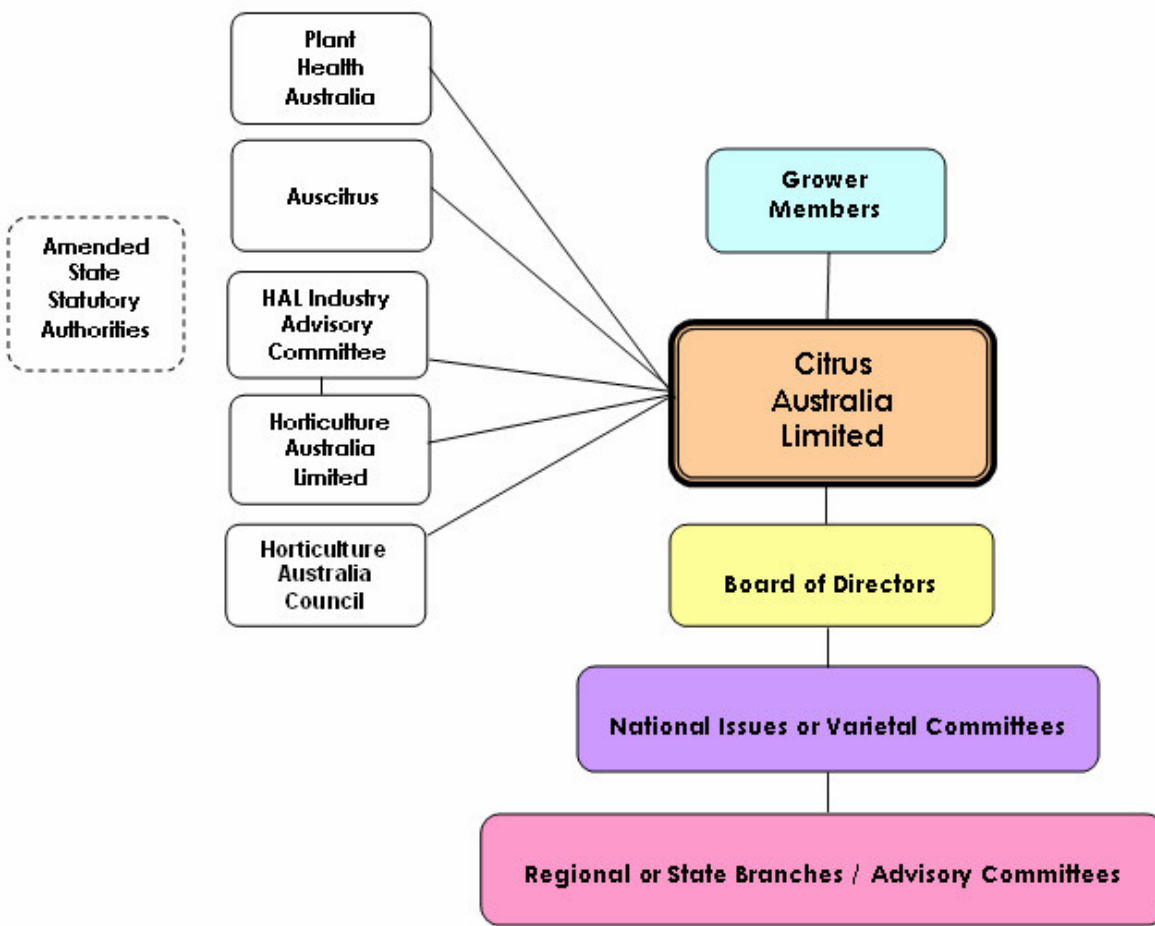 Plant
Health
Australia
Auscitrus
Amended
State
Statutory
Authorities
HAL Industry
Advisory
Committee
Horticulture
Australia
Limited
Horticulture
Australia
Council
Grower
Members
Citrus
Australia
Limited
Board of Directors
National Issues or Varietal Committees
Regional or State Branches / Advisory Committees